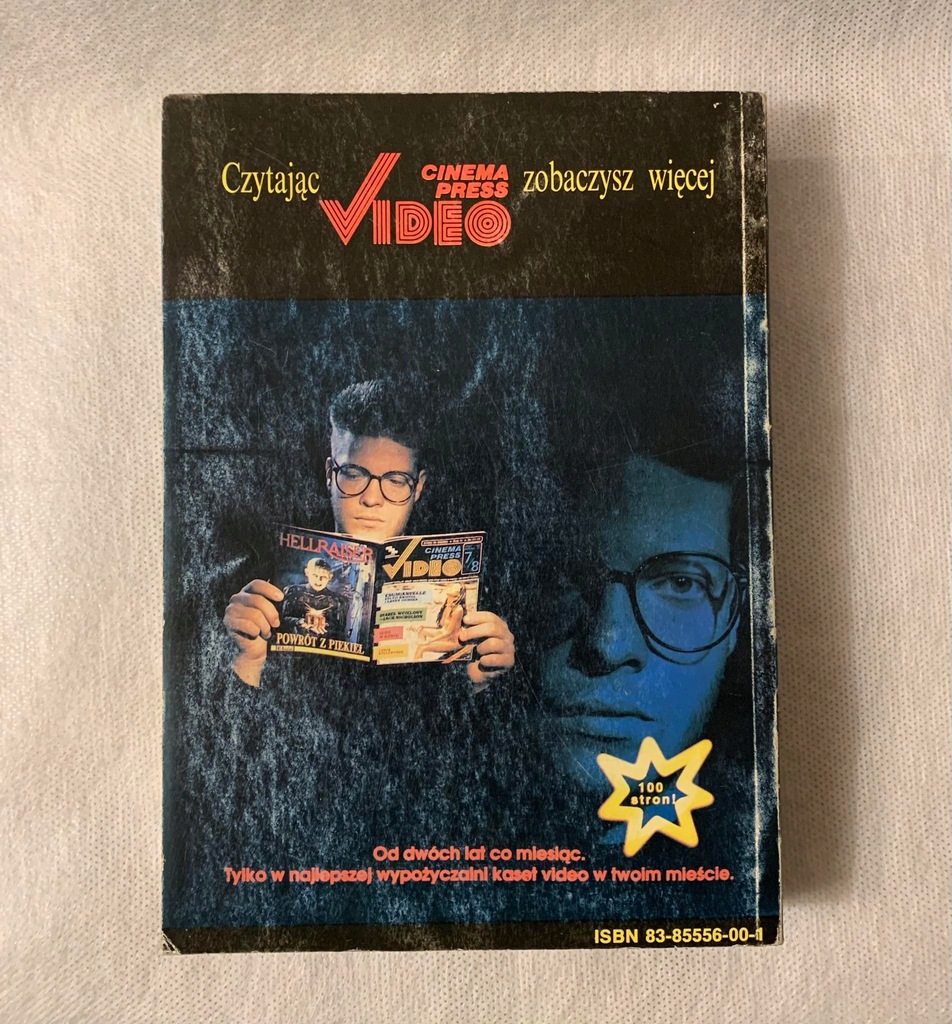 Czytając
CINEMA
PRESS
VIDEO
zobaczysz więcej
HELLRAISER
POWRÓT Z PIEKIEŁ
CINEMA
PRESS
VIDEO
7/8
EMMANUELLE
100
stron!
Od dwóch lat co miesiąc.
Tylko w najlepszej wypożyczalni kaset video w twoim mieście.
ISBN 83-85556-00-1